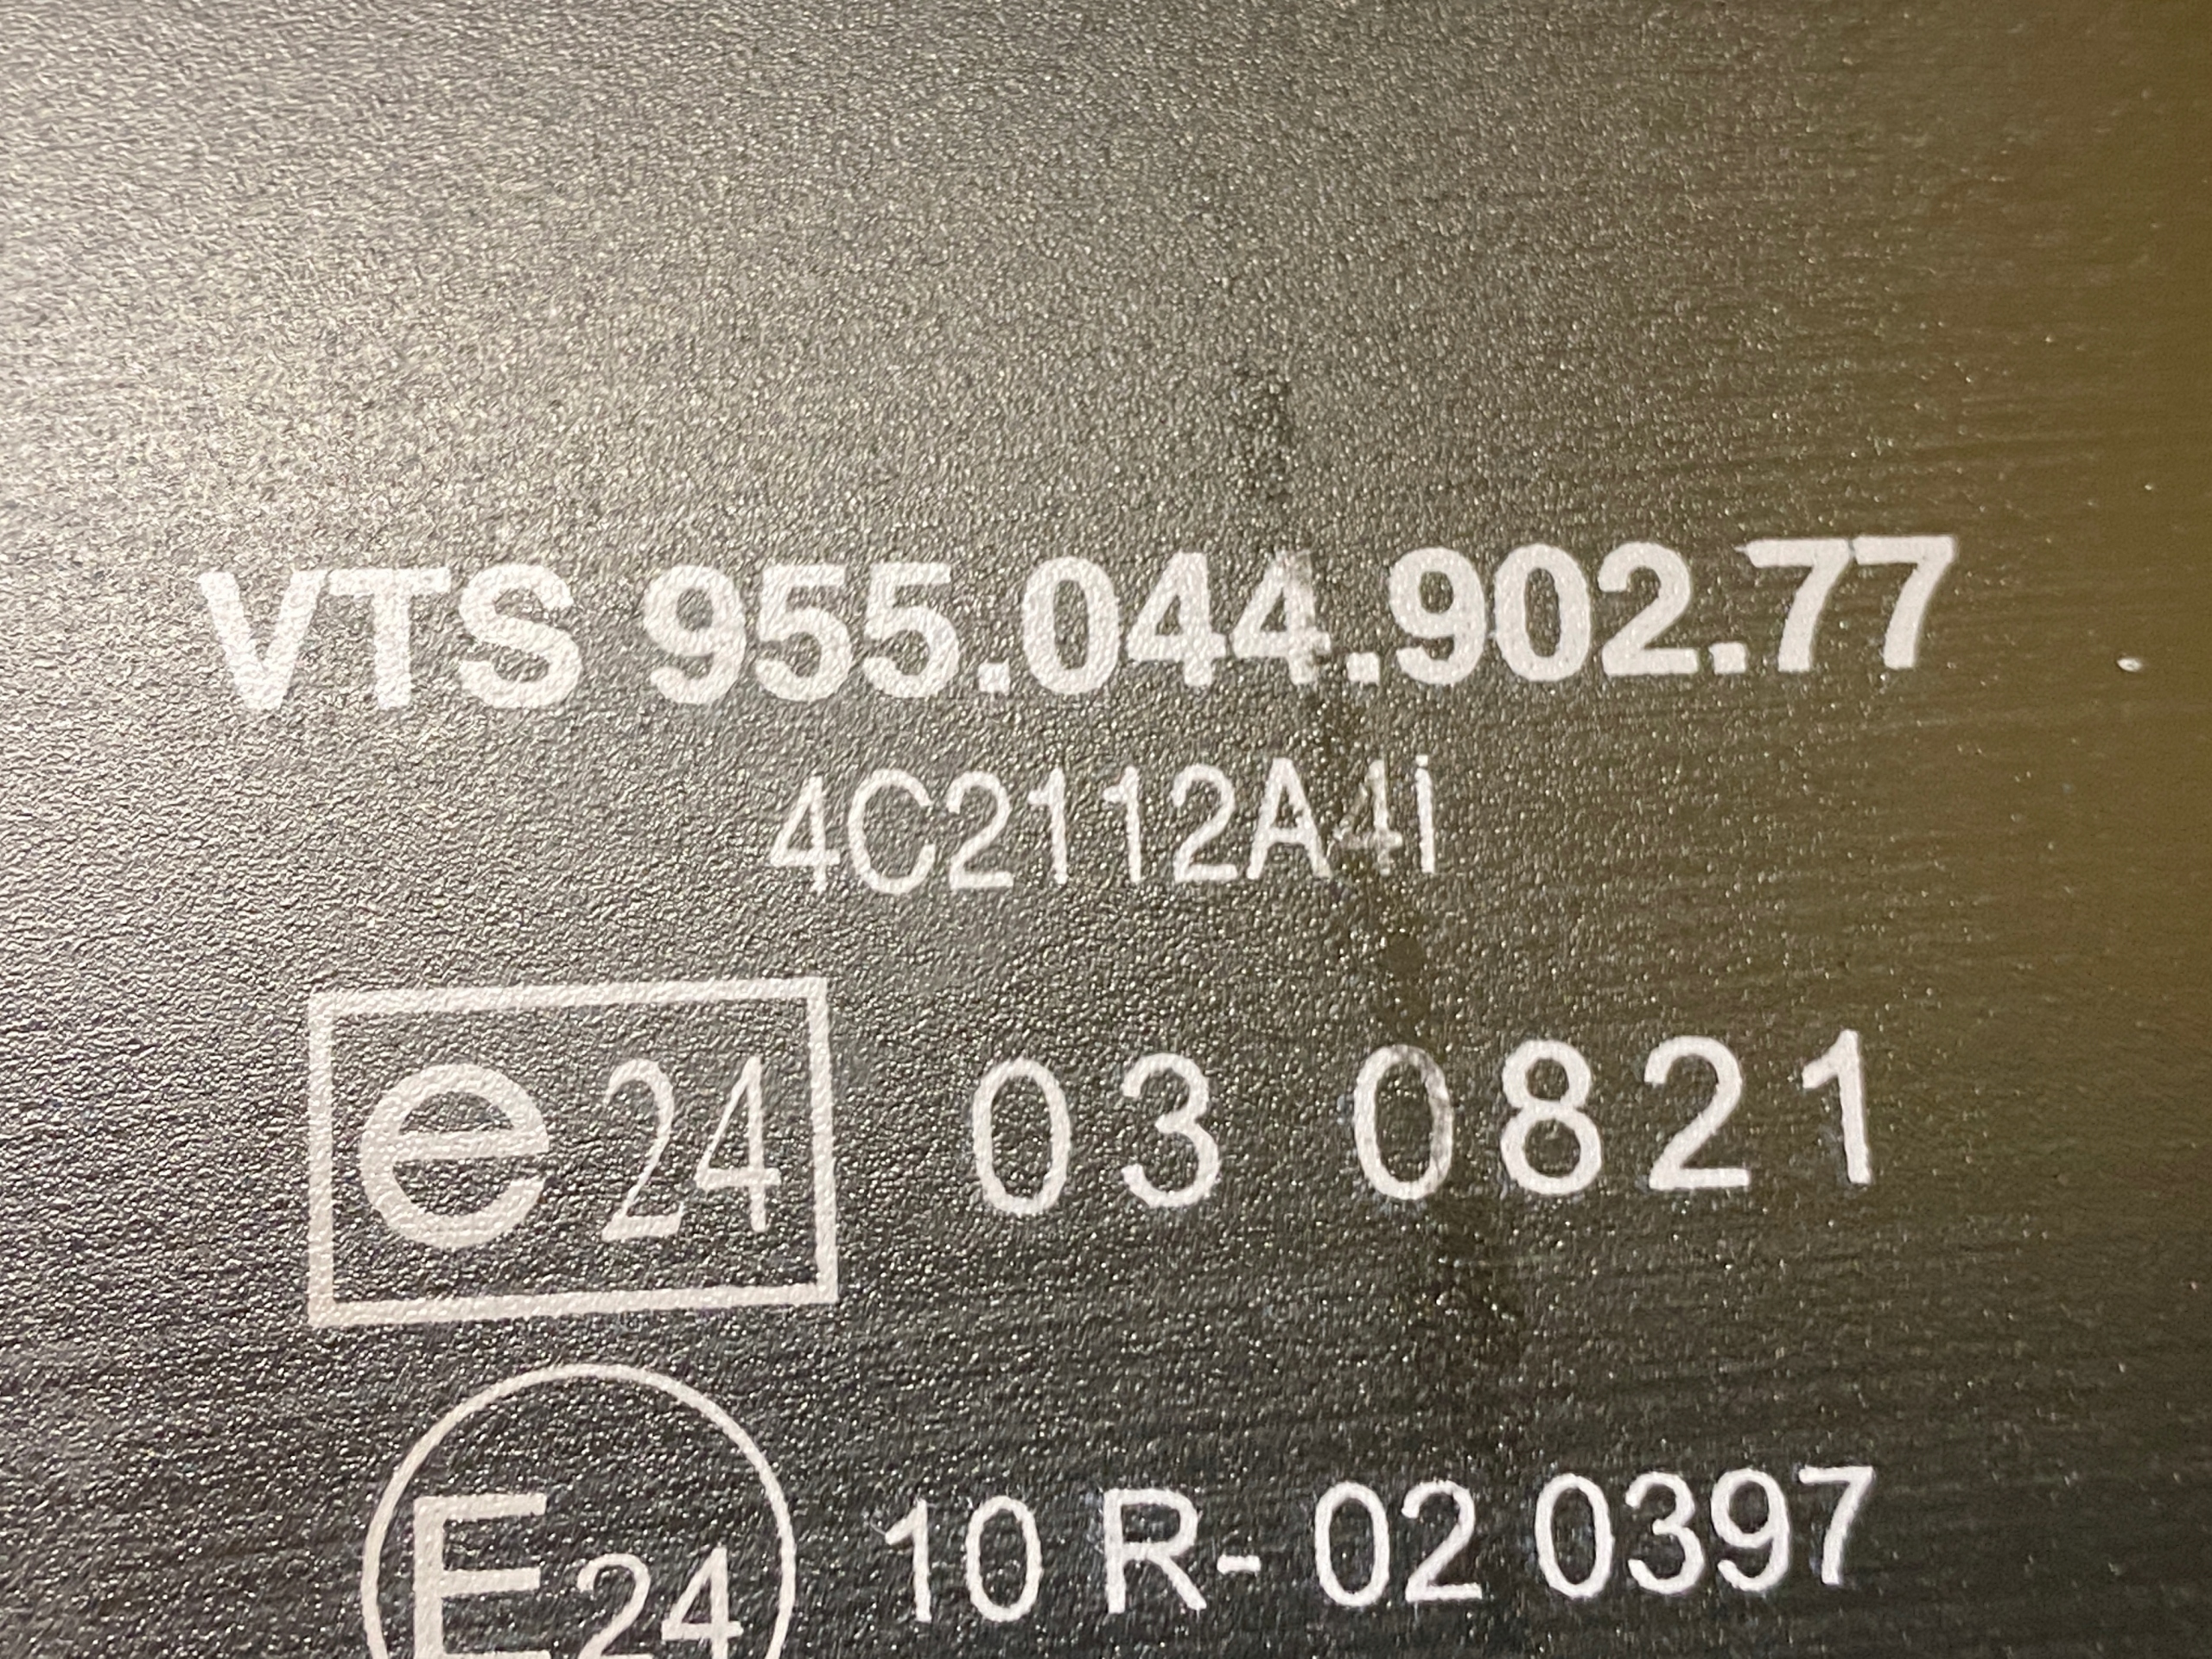 VTS 955.044.902.77
4C2112A4i
e24 03 0821
E24 10 R- 02 0397